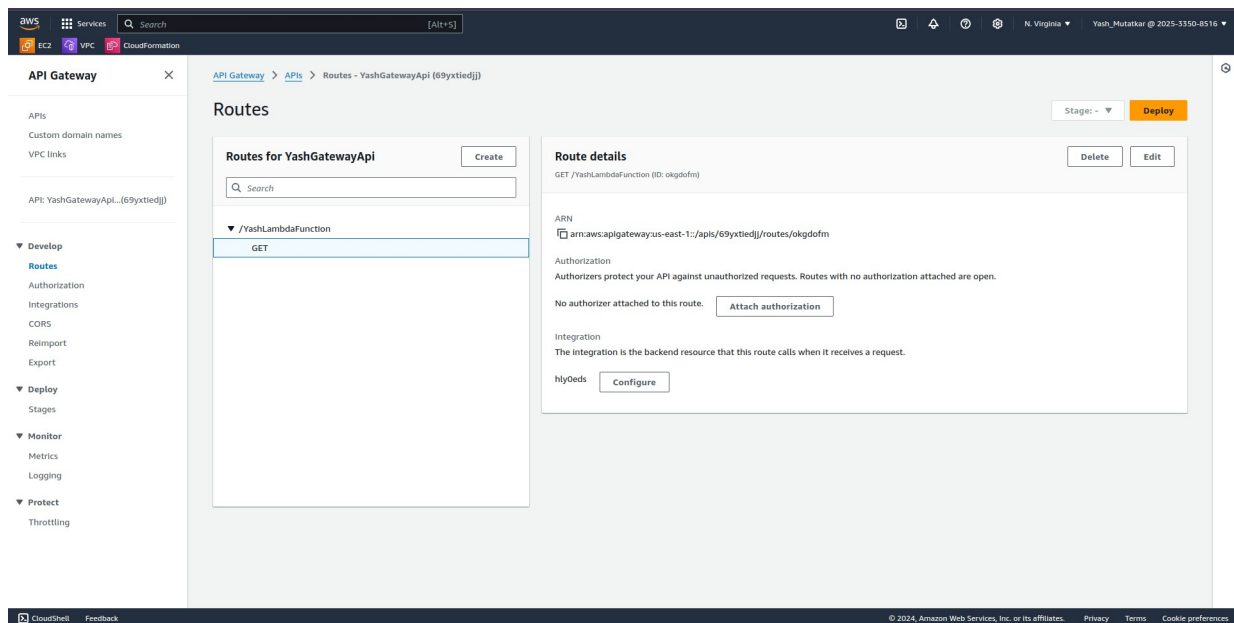 aws Services Search [Alt+S] N. Virginia Yash_Mutatkar @ 2025-3350-8516
EC2 VPC CloudFormation
API Gateway
APIs
Custom domain names
VPC links
API: YashGatewayApi...(69yxtiedjj)
Develop
Routes
Authorization
Integrations
CORS
Reimport
Export
Deploy
Stages
Monitor
Metrics
Logging
Protect
Throttling
API Gateway > APIs > Routes - YashGatewayApi (69yxtiedjj)
Routes
Stage: - Deploy
Routes for YashGatewayApi Create
Search
/YashLambdaFunction
GET
Route details Delete Edit
GET /YashLambdaFunction (ID: okgdofm)
ARN
arn:aws:apigateway:us-east-1::/apis/69yxtiedjj/routes/okgdofm
Authorization
Authorizers protect your API against unauthorized requests. Routes with no authorization attached are open.
No authorizer attached to this route. Attach authorization
Integration
The integration is the backend resource that this route calls when it receives a request.
hly0eds Configure
CloudShell Feedback © 2024, Amazon Web Services, Inc. or its affiliates. Privacy Terms Cookie preferences